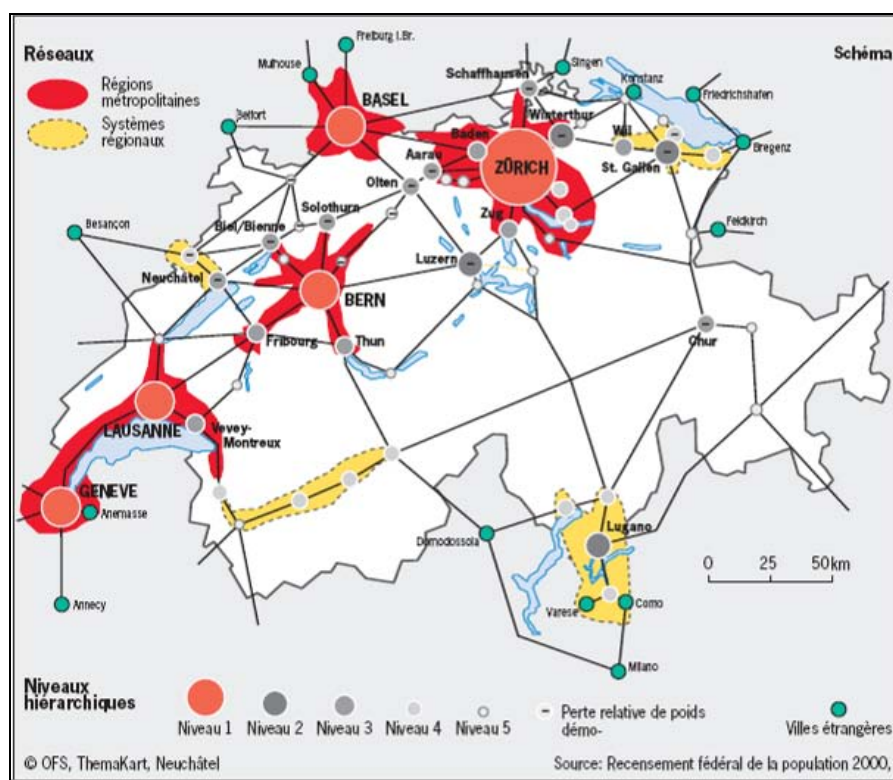 Réseaux
Schéma
Régions
métropolitaines
Systèmes
régionaux
Freiburg i.Br.
Mulhouse
BASEL
Belfort
Schaffhausen
Singen
Konstanz
Friedrichshafen
Winterthur
Wil
Bregenz
Baden
Aarau
ZÜRICH
St. Gallen
Olten
Solothurn
Zug
Feldkirch
Besançon
Biel/Bienne
Luzern
Neuchâtel
BERN
Fribourg
Thun
Chur
LAUSANNE
Vevey-
Montreux
GENEVE
Annemasse
Annecy
Domodossola
Lugano
Varese
Como
Milano
0 25 50 km
Niveaux
hiérarchiques
Niveau 1
Niveau 2
Niveau 3
Niveau 4
Niveau 5
Perte relative de poids
démo-
Villes étrangères
© OFS, ThemaKart, Neuchâtel
Source: Recensement fédéral de la population 2000,